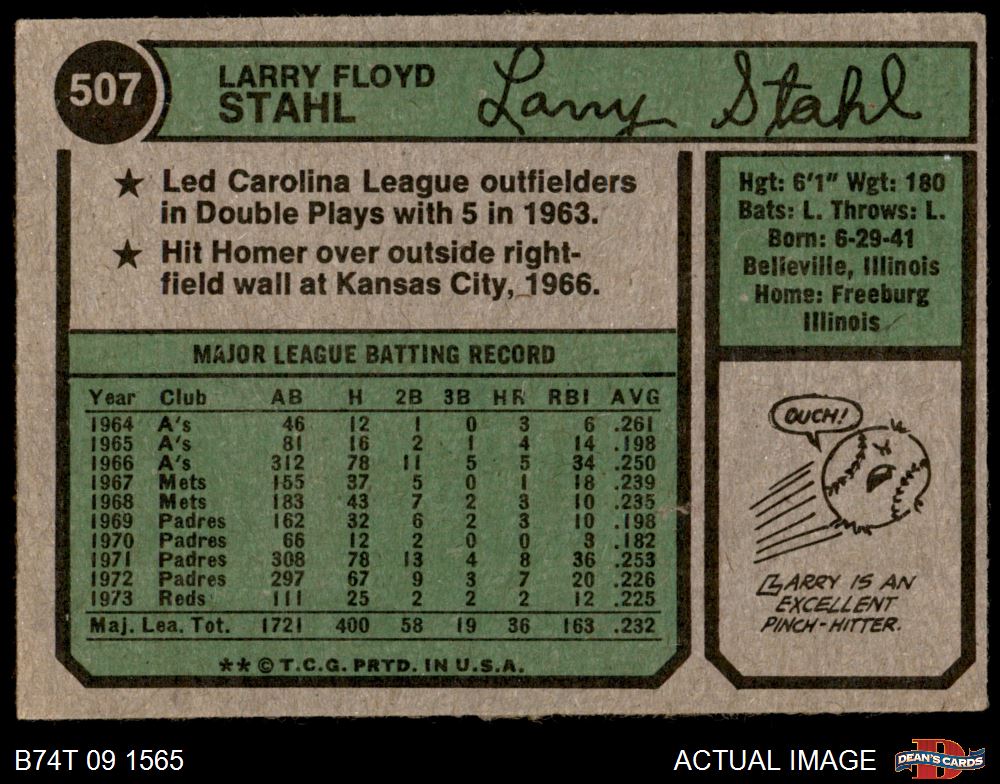 507
LARRY FLOYD
STAHL
Larry Stahl
★ Led Carolina League outfielders
in Double Plays with 5 in 1963.
★ Hit Homer over outside right-
field wall at Kansas City, 1966.
Hgt: 6'1" Wgt: 180
Bats: L. Throws: L.
Born: 6-29-41
Belleville, Illinois
Home: Freeburg
Illinois
MAJOR LEAGUE BATTING RECORD
Year Club AB H 2B 3B HR RBI AVG
1964 A's 46 12 1 0 3 6 .261
1965 A's 81 16 2 1 4 14 .198
1966 A's 312 78 11 5 5 34 .250
1967 Mets 155 37 5 0 1 18 .239
1968 Mets 183 43 7 2 3 10 .235
1969 Padres 162 32 6 2 3 10 .198
1970 Padres 66 12 2 0 0 3 .182
1971 Padres 308 78 13 4 8 36 .253
1972 Padres 297 67 9 3 7 20 .226
1973 Reds 111 25 2 2 2 12 .225
Maj. Lea. Tot. 1721 400 58 19 36 163 .232
** © T.C.G. PRTD. IN U.S.A.
OUCH!
LARRY IS AN
EXCELLENT
PINCH-HITTER.
B74T 09 1565
ACTUAL IMAGE
DEAN'S CARDS